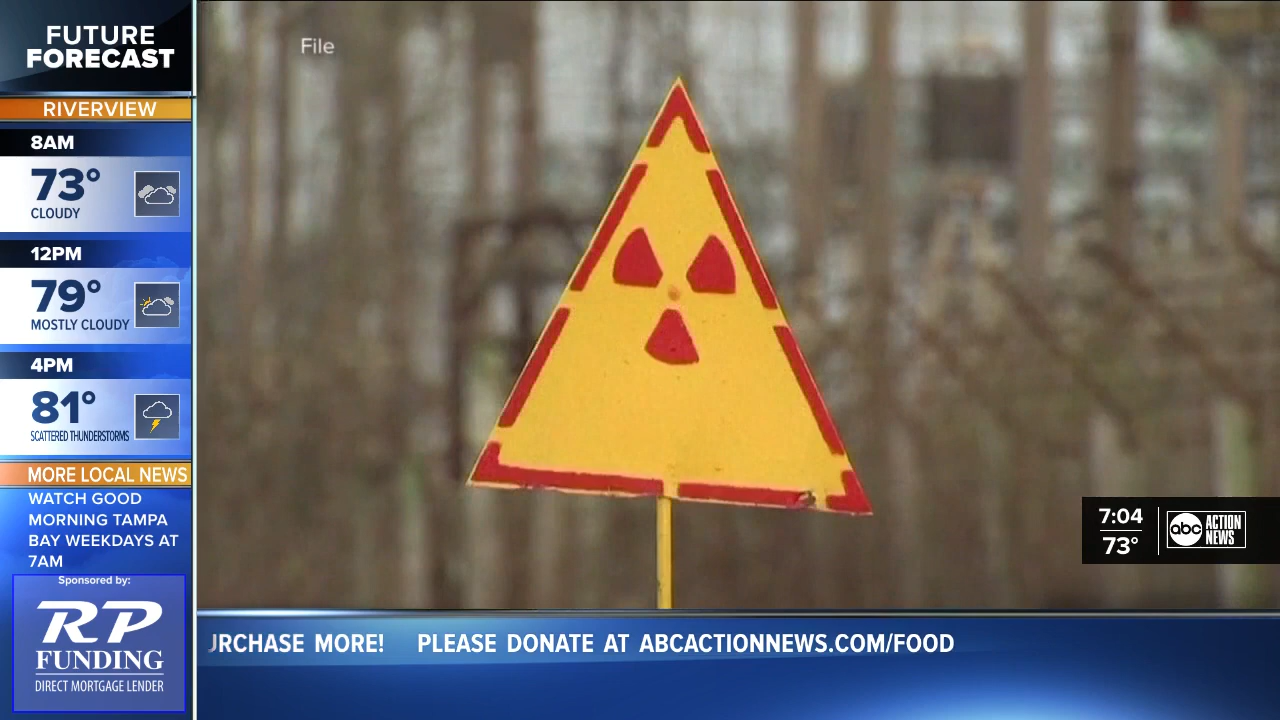 FUTURE
FORECAST
RIVERVIEW
8AM
73°
CLOUDY
12PM
79°
MOSTLY CLOUDY
4PM
81°
SCATTERED THUNDERSTORMS
MORE LOCAL NEWS
WATCH GOOD
MORNING TAMPA
BAY WEEKDAYS AT
7AM
Sponsored by:
RP
FUNDING
DIRECT MORTGAGE LENDER
File
7:04
73°
abc
ACTION
NEWS
URCHASE MORE! PLEASE DONATE AT ABCACTIONNEWS.COM/FOOD